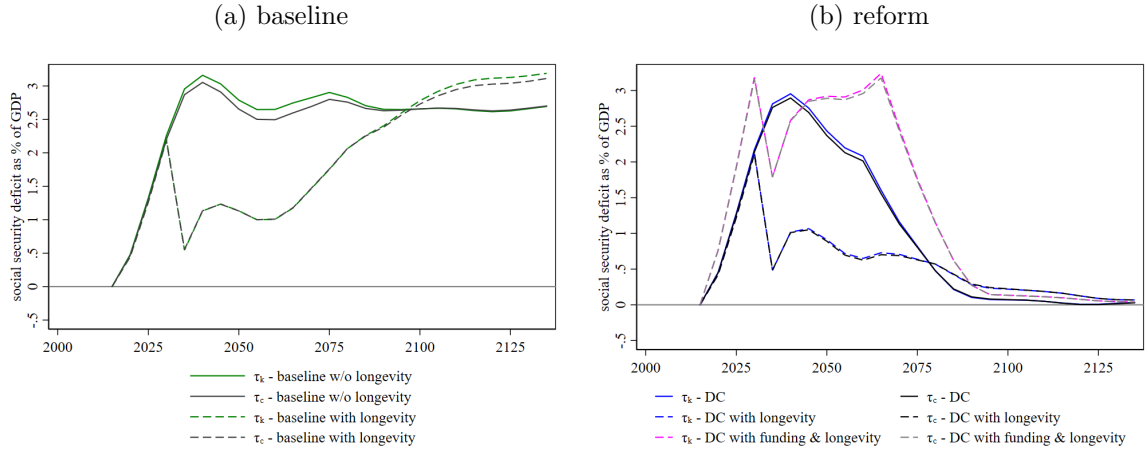 (a) baseline
social security deficit as % of GDP
3
2.5
2
1.5
1
.5
0
-.5
2000 2025 2050 2075 2100 2125
τk - baseline w/o longevity
τc - baseline w/o longevity
τk - baseline with longevity
τc - baseline with longevity
(b) reform
social security deficit as % of GDP
3
2.5
2
1.5
1
.5
0
-.5
2000 2025 2050 2075 2100 2125
τk - DC τc - DC
τk - DC with longevity τc - DC with longevity
τk - DC with funding & longevity τc - DC with funding & longevity